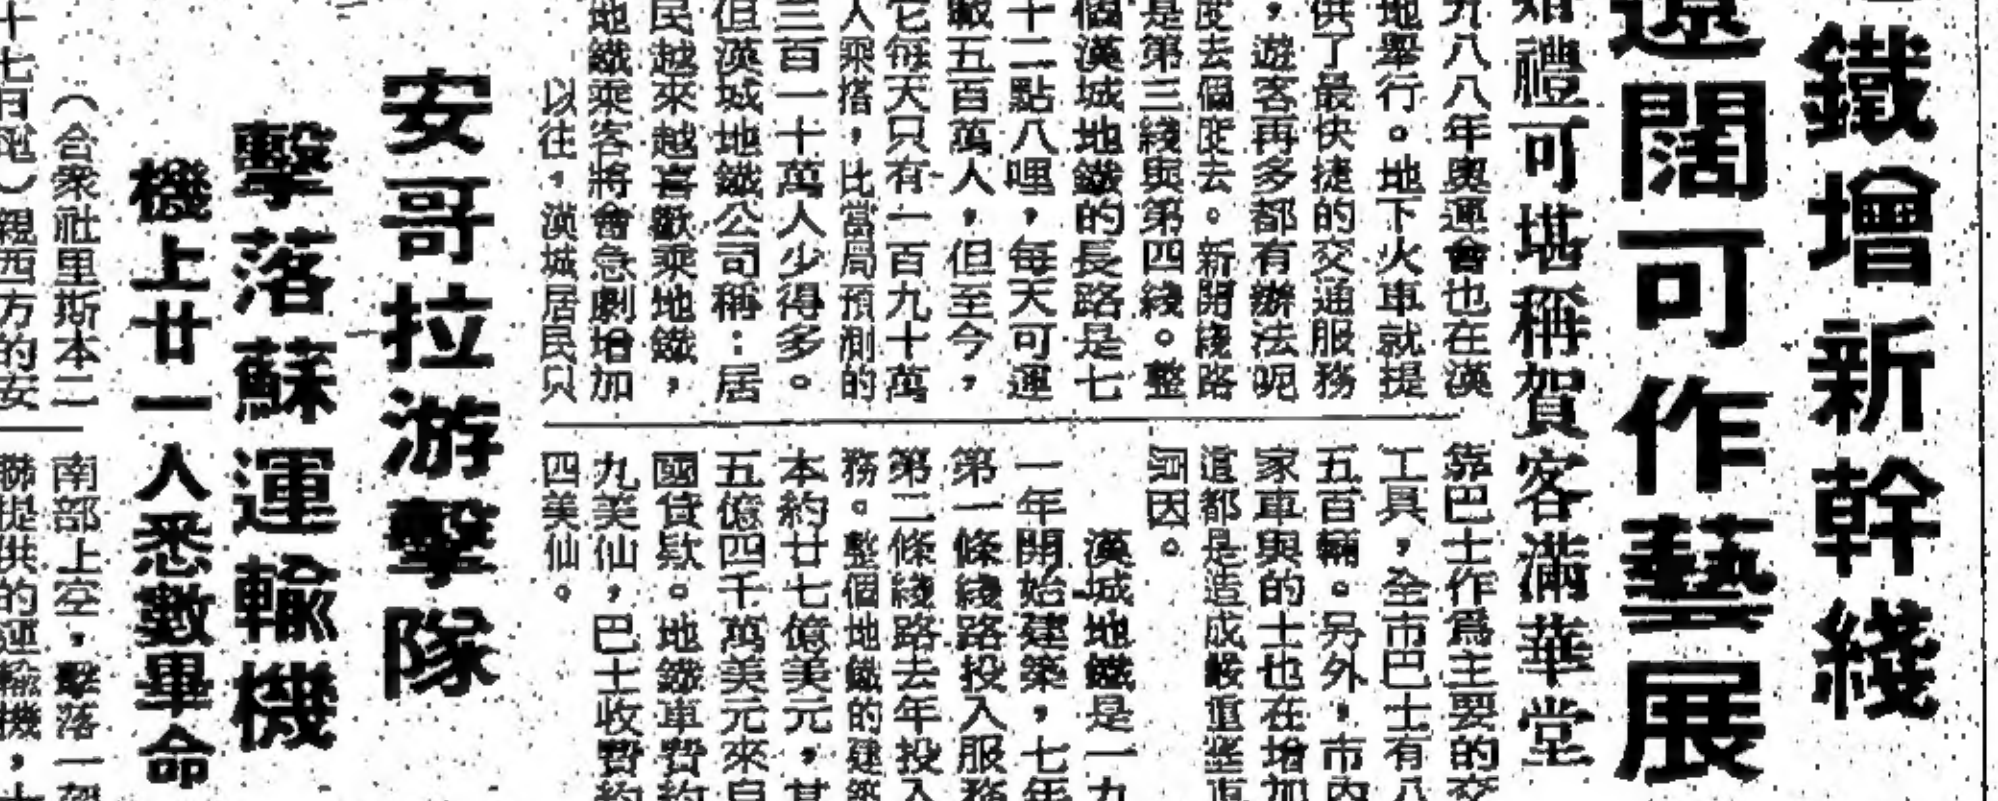 鐵增新幹綫
遠闊可作藝展
禮可堪稱賀客滿華堂
九八八年奧運會也在漢
地舉行。地下火車就提
供了最快捷的交通服務
，遊客再多都有辦法呢
度去個度去。新開綫路
是第三綫與第四綫。整
個漢城地鐵的長路是七
十二點八哩，每天可運
載五百萬人，但至今，
它每天只有一百九十萬
人乘搭，比當局預測的
三百一十萬人少得多。
但漢城地鐵公司稱：居
民越來越喜歡乘地鐵，
地鐵乘客將會急劇增加
以往，漢城居民只
靠巴士作爲主要的交
工具，全市巴士有八
五百輛。另外，市內
家車與的士也在增加
這都是造成嚴重塞車
因。
漢城地鐵是一九
一年開始建築，七年
第一條綫路投入服務
第二條綫路去年投入
務。整個地鐵的建築
本約廿七億美元，其
五億四千萬美元來自
國貸款。地鐵車費約
九美仙，巴士收費約
四美仙。
安哥拉游擊隊
擊落蘇運輸機
機上廿一人悉數畢命
（合衆社里斯本二
十七日電）親西方的安
南部上空，擊落一架
聯提供的運輸機，